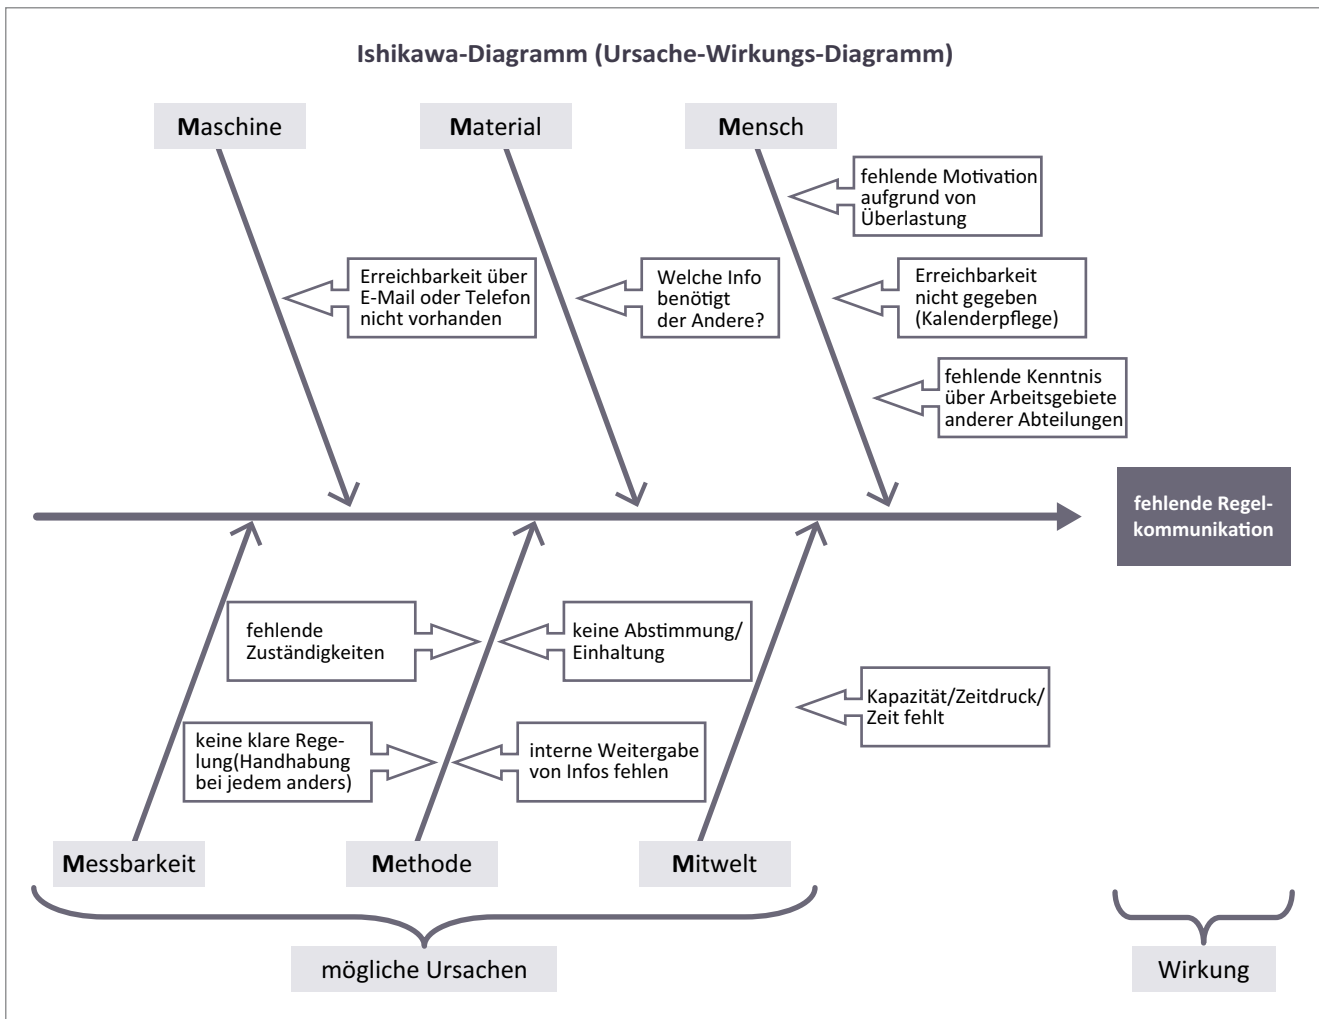 Ishikawa-Diagramm (Ursache-Wirkungs-Diagramm)
Maschine
Material
Mensch
fehlende Motivation
aufgrund von
Überlastung
Erreichbarkeit über
E-Mail oder Telefon
nicht vorhanden
Welche Info
benötigt
der Andere?
Erreichbarkeit
nicht gegeben
(Kalenderpflege)
fehlende Kenntnis
über Arbeitsgebiete
anderer Abteilungen
fehlende Regel-
kommunikation
fehlende
Zuständigkeiten
keine Abstimmung/
Einhaltung
Kapazität/Zeitdruck/
Zeit fehlt
keine klare Rege-
lung(Handhabung
bei jedem anders)
interne Weitergabe
von Infos fehlen
Messbarkeit
Methode
Mitwelt
mögliche Ursachen
Wirkung